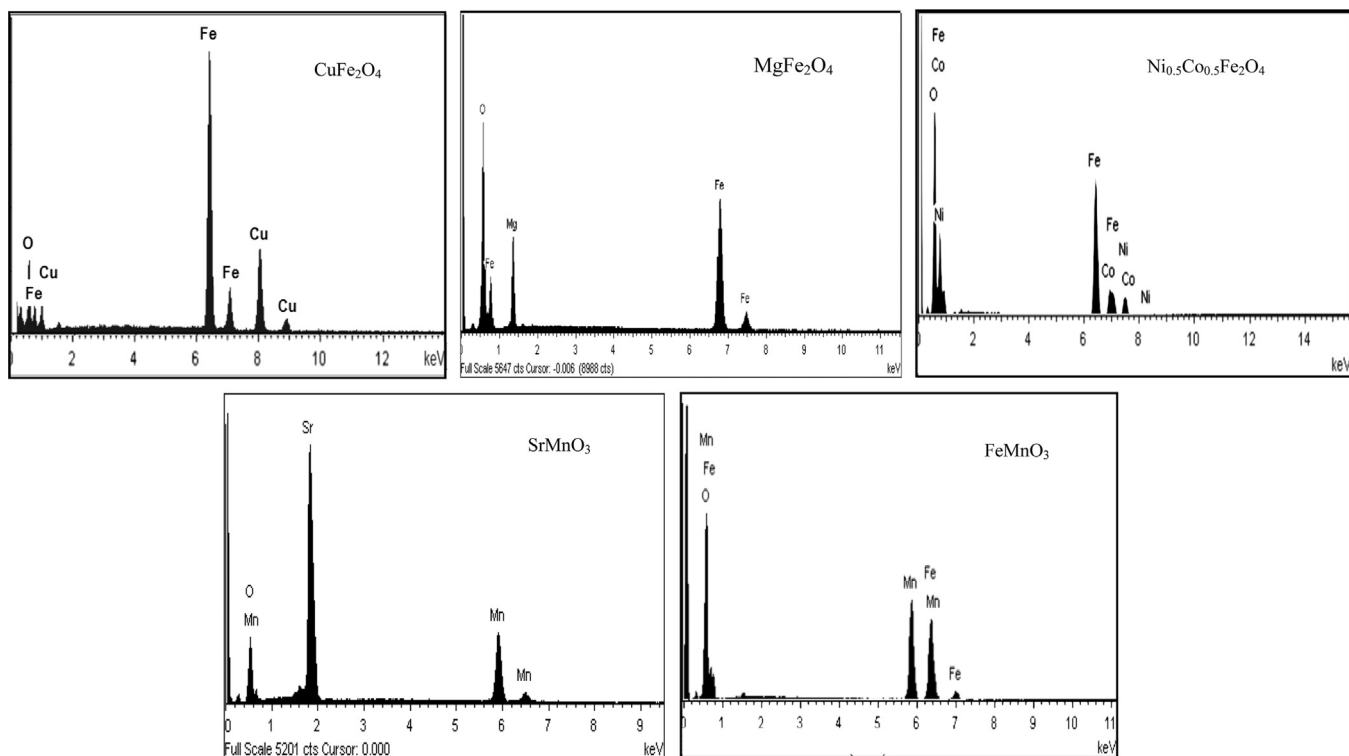 CuFe₂O₄
Fe
O
Cu
Fe
Fe
Cu
Cu
0 2 4 6 8 10 12
keV
MgFe₂O₄
O
Fe
Mg
Fe
Fe
0 1 2 3 4 5 6 7 8 9 10 11
Full Scale 5647 cts Cursor: -0.006 (8988 cts)
keV
Ni₀.₅Co₀.₅Fe₂O₄
Fe
Co
O
Ni
Fe
Fe
Co
Ni
Co
Ni
0 2 4 6 8 10 12 14
keV
SrMnO₃
Sr
O
Mn
Mn
Mn
0 1 2 3 4 5 6 7 8 9
Full Scale 5201 cts Cursor: 0.000
keV
FeMnO₃
Mn
Fe
O
Mn
Fe
Mn
Fe
0 1 2 3 4 5 6 7 8 9 10 11
keV